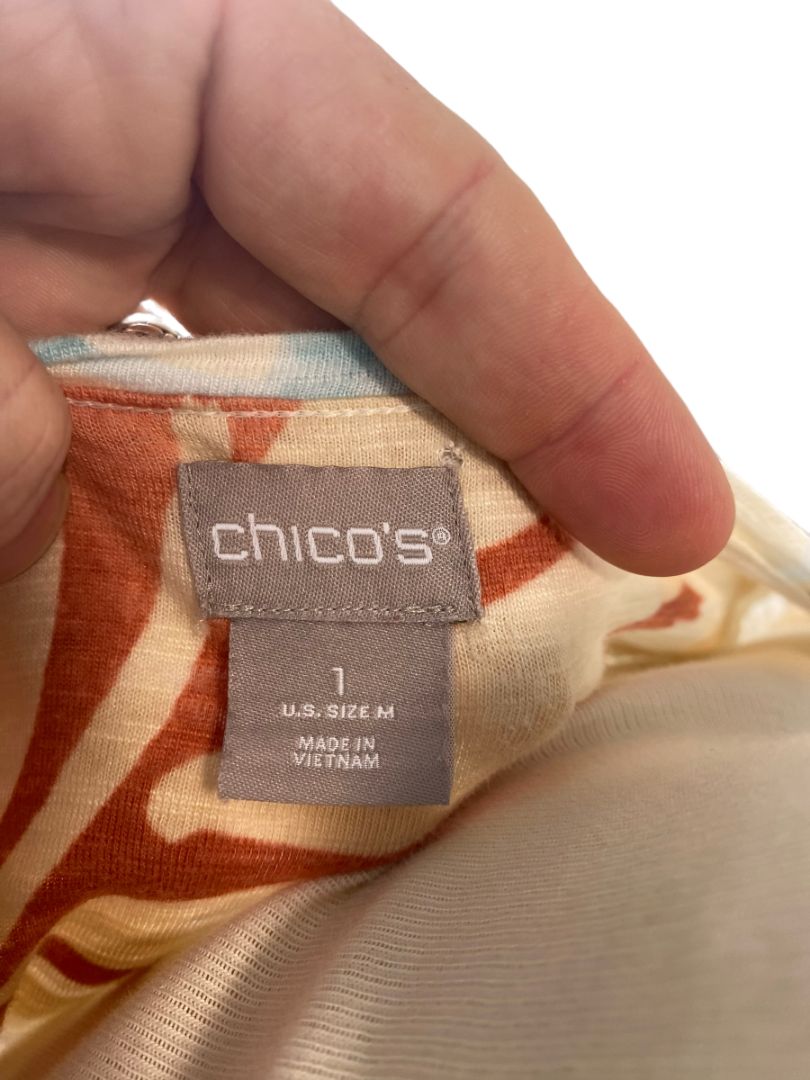 chico's®
1
U.S. SIZE M
MADE IN
VIETNAM